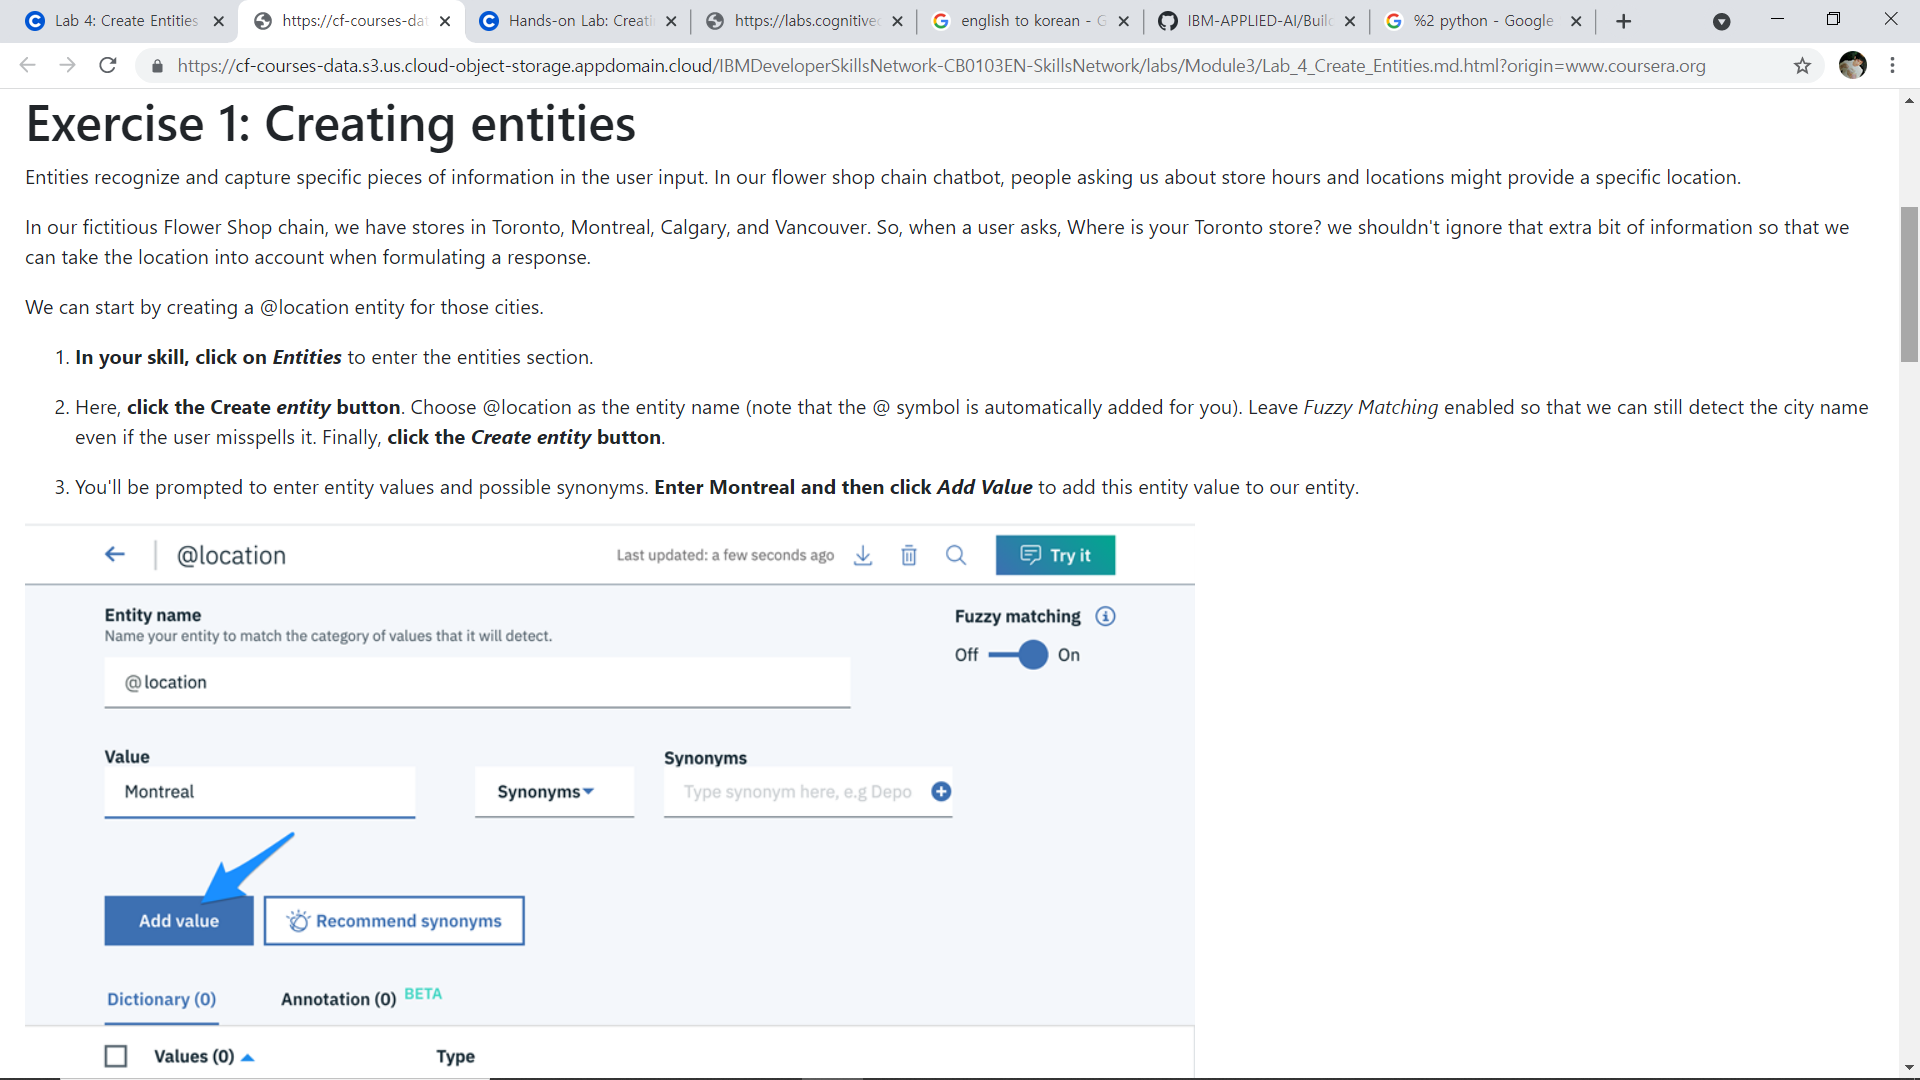 Lab 4: Create Entities
https://cf-courses-dat
Hands-on Lab: Creati
https://labs.cognitivec
english to korean - G
IBM-APPLIED-AI/Build
%2 python - Google
https://cf-courses-data.s3.us.cloud-object-storage.appdomain.cloud/IBMDeveloperSkillsNetwork-CB0103EN-SkillsNetwork/labs/Module3/Lab_4_Create_Entities.md.html?origin=www.coursera.org
Exercise 1: Creating entities
Entities recognize and capture specific pieces of information in the user input. In our flower shop chain chatbot, people asking us about store hours and locations might provide a specific location.
In our fictitious Flower Shop chain, we have stores in Toronto, Montreal, Calgary, and Vancouver. So, when a user asks, Where is your Toronto store? we shouldn't ignore that extra bit of information so that we
can take the location into account when formulating a response.
We can start by creating a @location entity for those cities.
1. In your skill, click on Entities to enter the entities section.
2. Here, click the Create entity button. Choose @location as the entity name (note that the @ symbol is automatically added for you). Leave Fuzzy Matching enabled so that we can still detect the city name
even if the user misspells it. Finally, click the Create entity button.
3. You'll be prompted to enter entity values and possible synonyms. Enter Montreal and then click Add Value to add this entity value to our entity.
@location
Last updated: a few seconds ago
Try it
Entity name
Name your entity to match the category of values that it will detect.
@location
Fuzzy matching
Off On
Value
Montreal
Synonyms
Synonyms
Type synonym here, e.g Depo
Add value
Recommend synonyms
Dictionary (0)
Annotation (0) BETA
Values (0)
Type